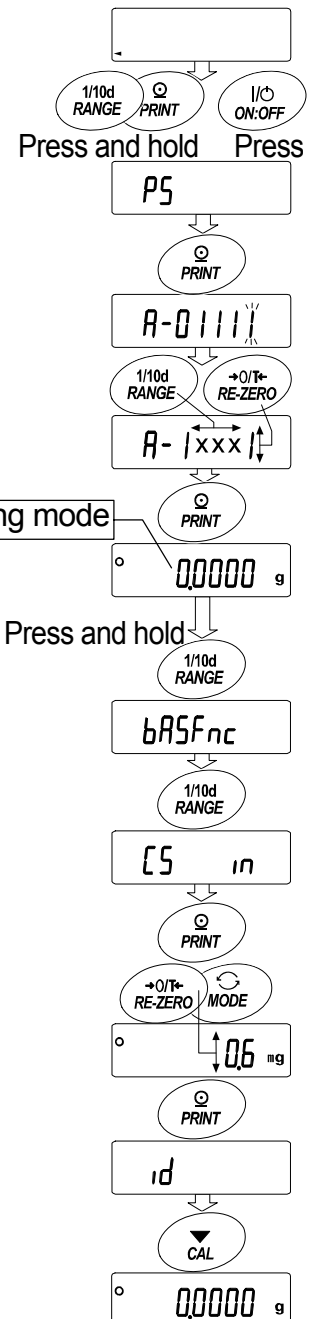 1/10d RANGE PRINT I/⏻ ON:OFF
Press and hold Press
PS
PRINT
A-01111
1/10d RANGE →0/T← RE-ZERO
A-1xxx1
PRINT
ng mode
0.0000 g
Press and hold
1/10d RANGE
bASFnc
1/10d RANGE
CS in
PRINT
→0/T← RE-ZERO MODE
0.6 mg
PRINT
id
CAL
0.0000 g